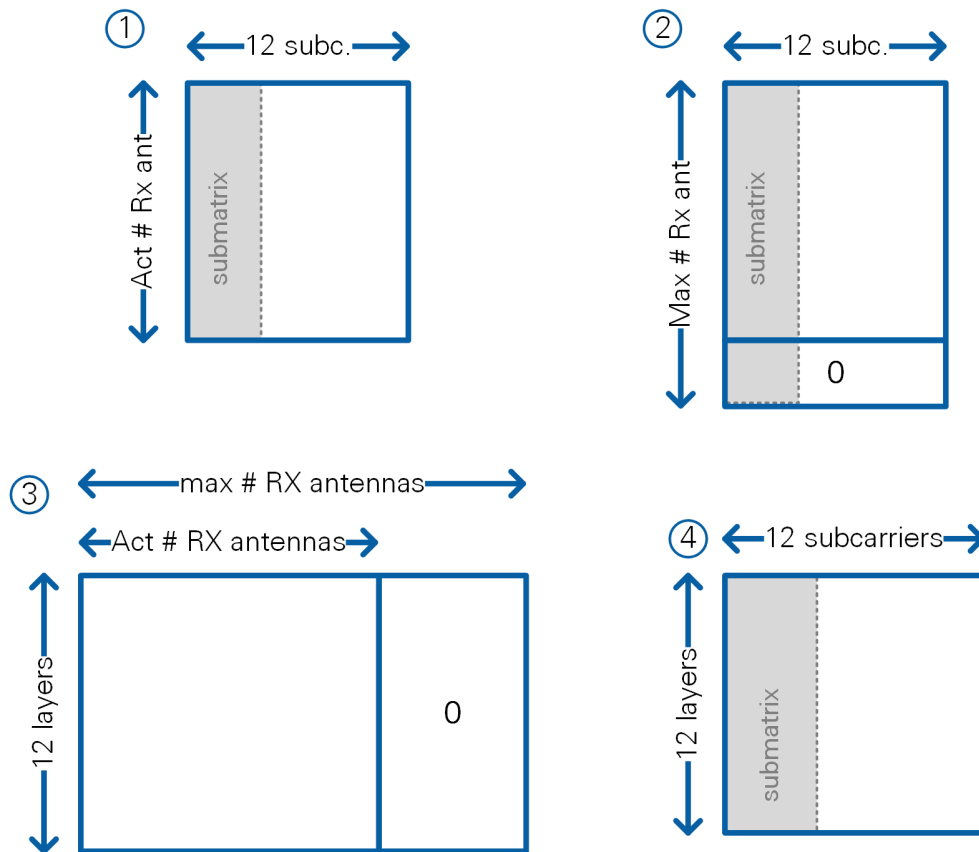 1
12 subc.
Act # Rx ant
submatrix
2
12 subc.
Max # Rx ant
submatrix
0
3
max # RX antennas
Act # RX antennas
12 layers
0
4
12 subcarriers
12 layers
submatrix